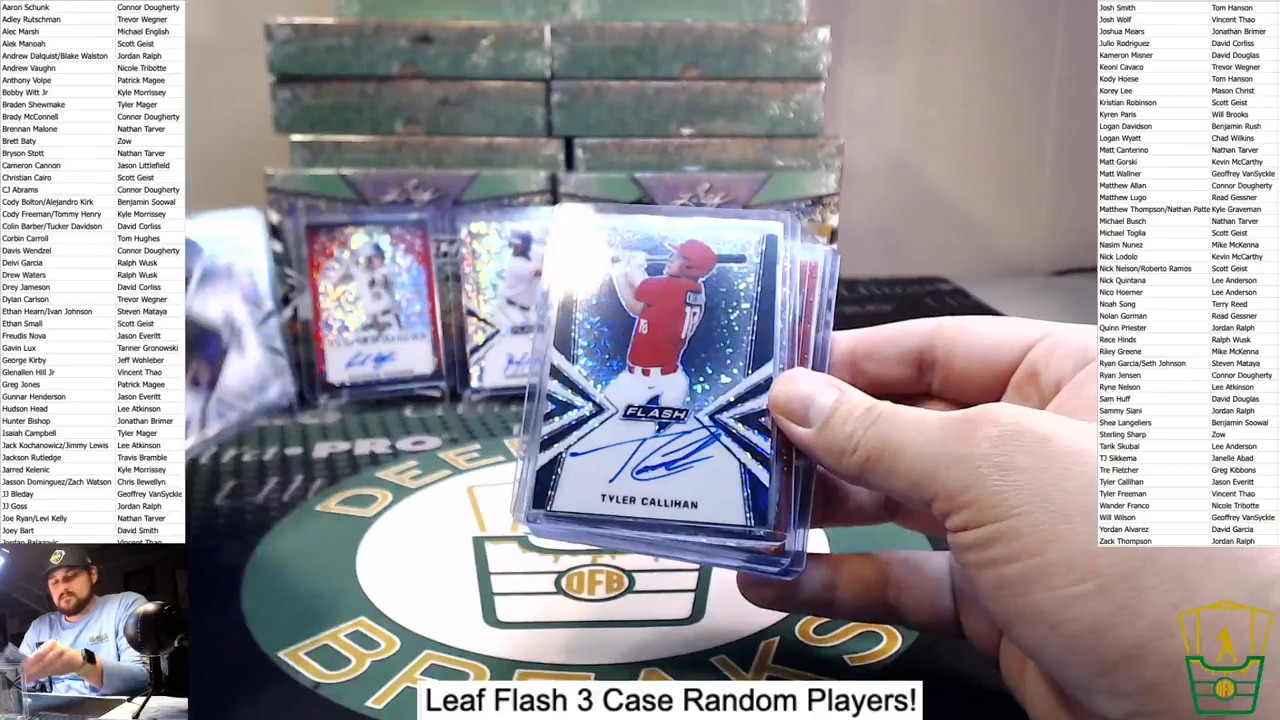 Aaron Schunk Connor Dougherty
Adley Rutschman Trevor Wegner
Alec Marsh Michael English
Alek Manoah Scott Geist
Andrew Dalquist/Blake Walston Jordan Ralph
Andrew Vaughn Nicole Tribotte
Anthony Volpe Patrick Magee
Bobby Witt Jr Kyle Morrissey
Braden Shewmake Tyler Mager
Brady McConnell Connor Dougherty
Brennan Malone Nathan Tarver
Brett Baty Zow
Bryson Stott Nathan Tarver
Cameron Cannon Jason Littlefield
Christian Cairo Scott Geist
CJ Abrams Connor Dougherty
Cody Bolton/Alejandro Kirk Benjamin Soowal
Cody Freeman/Tommy Henry Kyle Morrissey
Colin Barber/Tucker Davidson David Corliss
Corbin Carroll Tom Hughes
Davis Wendzel Connor Dougherty
Deivi Garcia Ralph Wusk
Drew Waters Ralph Wusk
Drey Jameson David Corliss
Dylan Carlson Trevor Wegner
Ethan Hearn/Ivan Johnson Steven Mataya
Ethan Small Scott Geist
Freudis Nova Jason Everitt
Gavin Lux Tanner Gronowski
George Kirby Jeff Wohleber
Glenallen Hill Jr Vincent Thao
Greg Jones Patrick Magee
Gunnar Henderson Jason Everitt
Hudson Head Lee Atkinson
Hunter Bishop Jonathan Brimer
Isaiah Campbell Tyler Mager
Jack Kochanowicz/Jimmy Lewis Lee Atkinson
Jackson Rutledge Travis Bramble
Jarred Kelenic Kyle Morrissey
Jasson Dominguez/Zach Watson Chris llewellyn
JJ Bleday Geoffrey VanSyckle
JJ Goss Jordan Ralph
Joe Ryan/Levi Kelly Nathan Tarver
Joey Bart David Smith
Jordan Balazovic Vincent Thao
Josh Smith Tom Hanson
Josh Wolf Vincent Thao
Joshua Mears Jonathan Brimer
Julio Rodriguez David Corliss
Kameron Misner David Douglas
Keoni Cavaco Trevor Wegner
Kody Hoese Tom Hanson
Korey Lee Mason Christ
Kristian Robinson Scott Geist
Kyren Paris Will Brooks
Logan Davidson Benjamin Rush
Logan Wyatt Chad Wilkins
Matt Canterino Nathan Tarver
Matt Gorski Kevin McCarthy
Matt Wallner Geoffrey VanSyckle
Matthew Allan Connor Dougherty
Matthew Lugo Read Gessner
Matthew Thompson/Nathan Patte Kyle Graveman
Michael Busch Nathan Tarver
Michael Toglia Scott Geist
Nasim Nunez Mike McKenna
Nick Lodolo Kevin McCarthy
Nick Nelson/Roberto Ramos Scott Geist
Nick Quintana Lee Anderson
Nico Hoerner Lee Anderson
Noah Song Terry Reed
Nolan Gorman Read Gessner
Quinn Priester Jordan Ralph
Rece Hinds Ralph Wusk
Riley Greene Mike McKenna
Ryan Garcia/Seth Johnson Steven Mataya
Ryan Jensen Connor Dougherty
Ryne Nelson Lee Atkinson
Sam Huff David Douglas
Sammy Siani Jordan Ralph
Shea Langeliers Benjamin Soowal
Sterling Sharp Zow
Tarik Skubal Lee Anderson
TJ Sikkema Janelle Abad
Tre Fletcher Greg Kibbons
Tyler Callihan Jason Everitt
Tyler Freeman Vincent Thao
Wander Franco Nicole Tribotte
Will Wilson Geoffrey VanSyckle
Yordan Alvarez David Garcia
Zack Thompson Jordan Ralph
FLASH
TYLER CALLIHAN
DFB
BREAKS
Leaf Flash 3 Case Random Players!
DFB